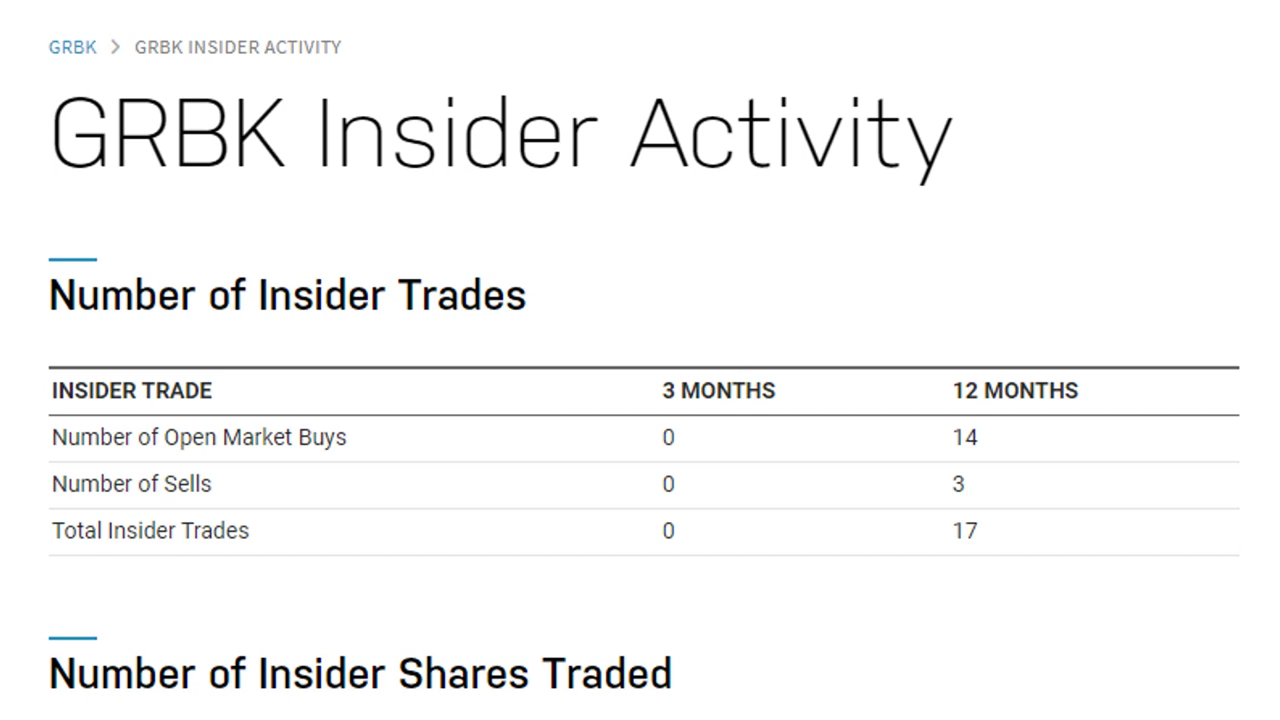 GRBK > GRBK INSIDER ACTIVITY
GRBK Insider Activity
Number of Insider Trades
INSIDER TRADE 3 MONTHS 12 MONTHS
Number of Open Market Buys 0 14
Number of Sells 0 3
Total Insider Trades 0 17
Number of Insider Shares Traded